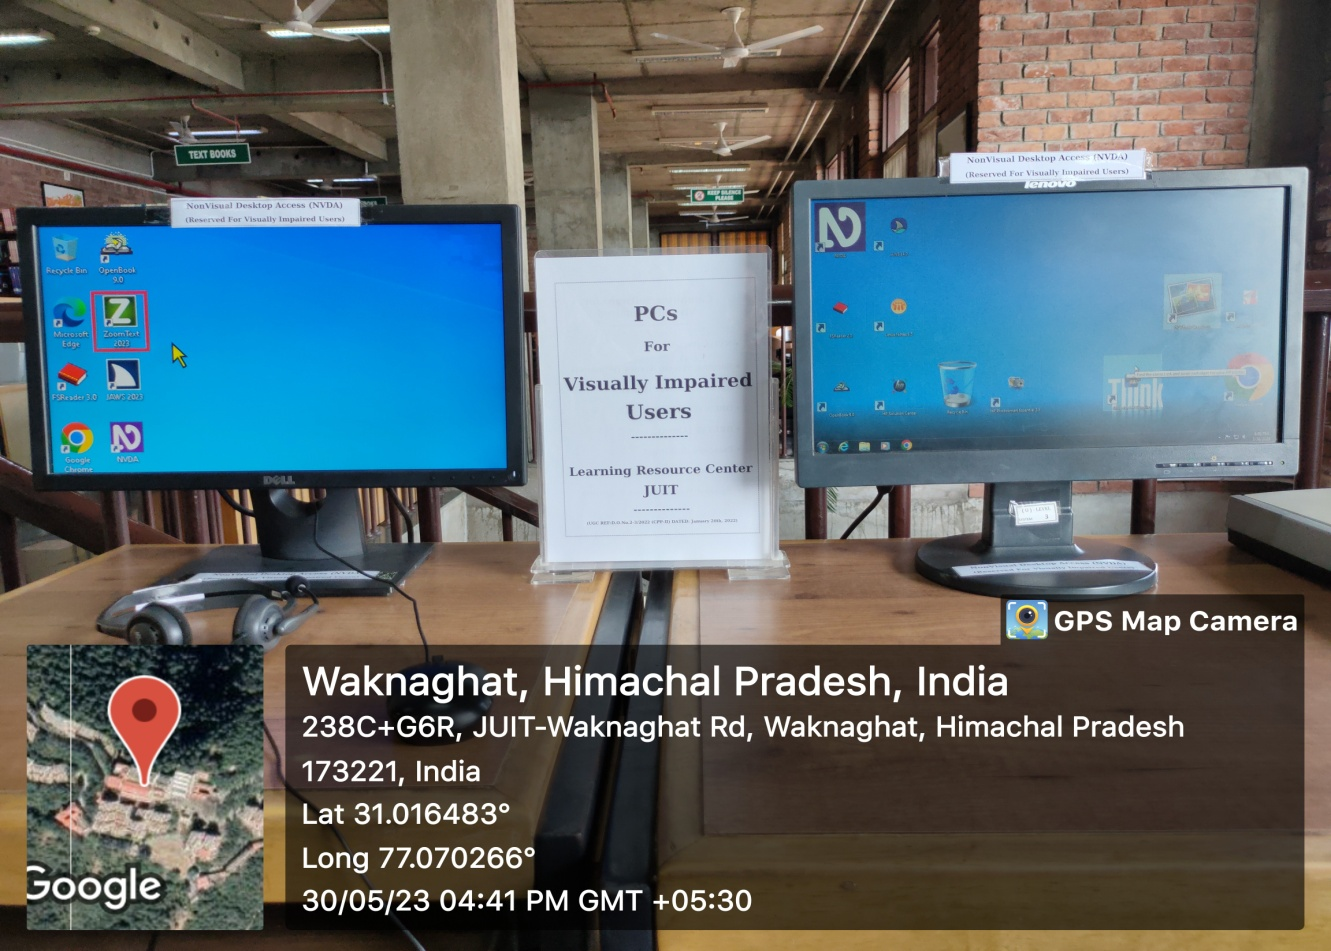 TEXT BOOKS
KEEP SILENCE
PLEASE
NonVisual Desktop Access (NVDA)
(Reserved For Visually Impaired Users)
NonVisual Desktop Access (NVDA)
(Reserved For Visually Impaired Users)
lenovo
Recycle Bin
OpenBook
9.0
Microsoft
Edge
ZoomText
2023
FSReader 3.0
JAWS 2023
Google
Chrome
NVDA
DELL
PCs
For
Visually Impaired
Users
--------------
Learning Resource Center
JUIT
--------------
Think
GPS Map Camera
Google
Waknaghat, Himachal Pradesh, India
238C+G6R, JUIT-Waknaghat Rd, Waknaghat, Himachal Pradesh
173221, India
Lat 31.016483°
Long 77.070266°
30/05/23 04:41 PM GMT +05:30